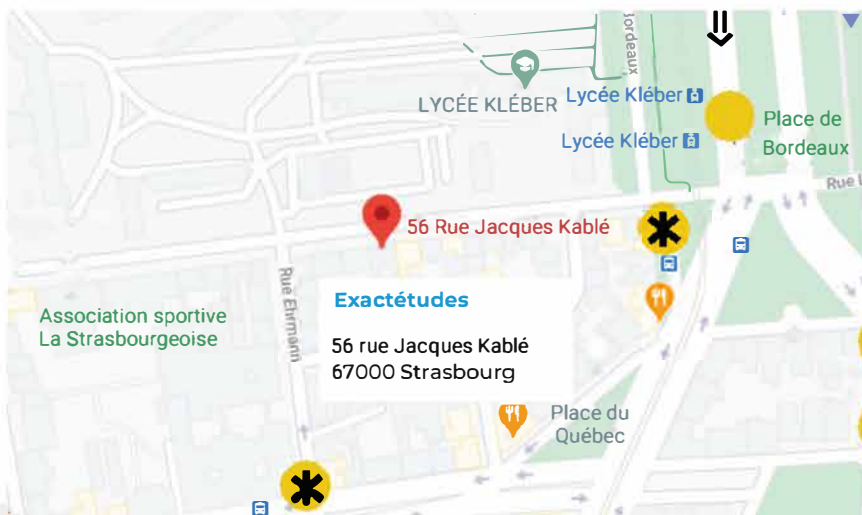 Bordeaux
LYCÉE KLÉBER
Lycée Kléber
Lycée Kléber
Place de
Bordeaux
56 Rue Jacques Kablé
Rue Ehrmann
Association sportive
La Strasbourgeoise
Exactétudes
56 rue Jacques Kablé
67000 Strasbourg
Place du
Québec
Rue